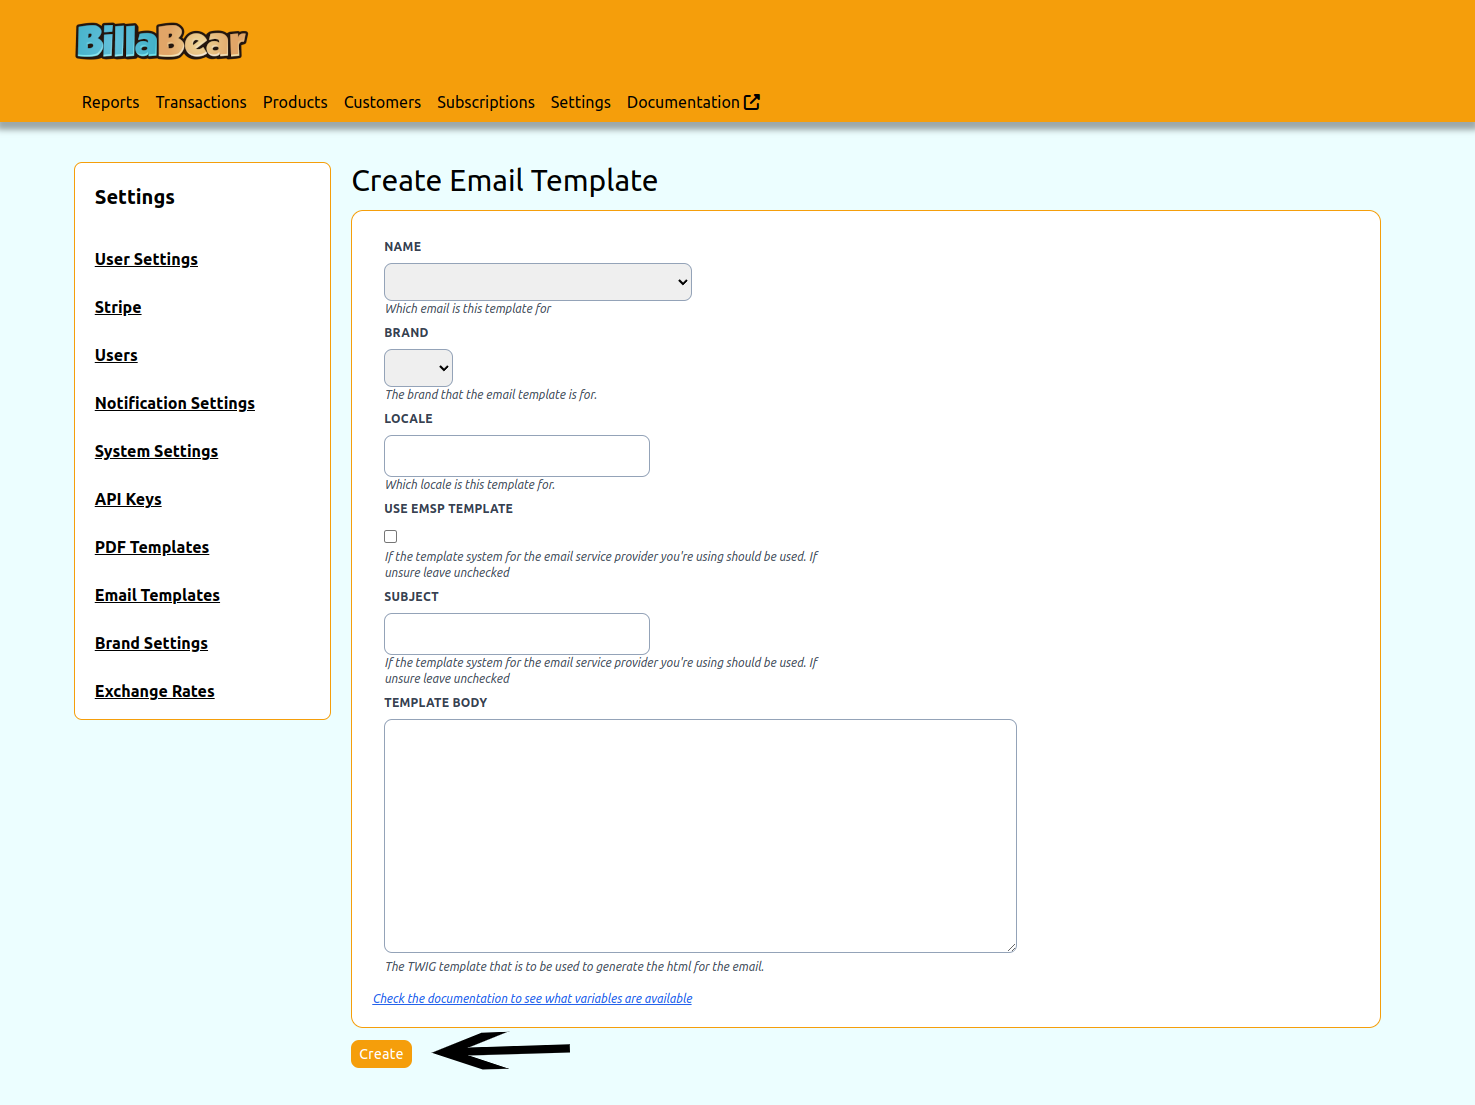 BillaBear
Reports Transactions Products Customers Subscriptions Settings Documentation
Settings
User Settings
Stripe
Users
Notification Settings
System Settings
API Keys
PDF Templates
Email Templates
Brand Settings
Exchange Rates
Create Email Template
NAME
Which email is this template for
BRAND
The brand that the email template is for.
LOCALE
Which locale is this template for.
USE EMSP TEMPLATE
If the template system for the email service provider you're using should be used. If
unsure leave unchecked
SUBJECT
If the template system for the email service provider you're using should be used. If
unsure leave unchecked
TEMPLATE BODY
The TWIG template that is to be used to generate the html for the email.
Check the documentation to see what variables are available
Create